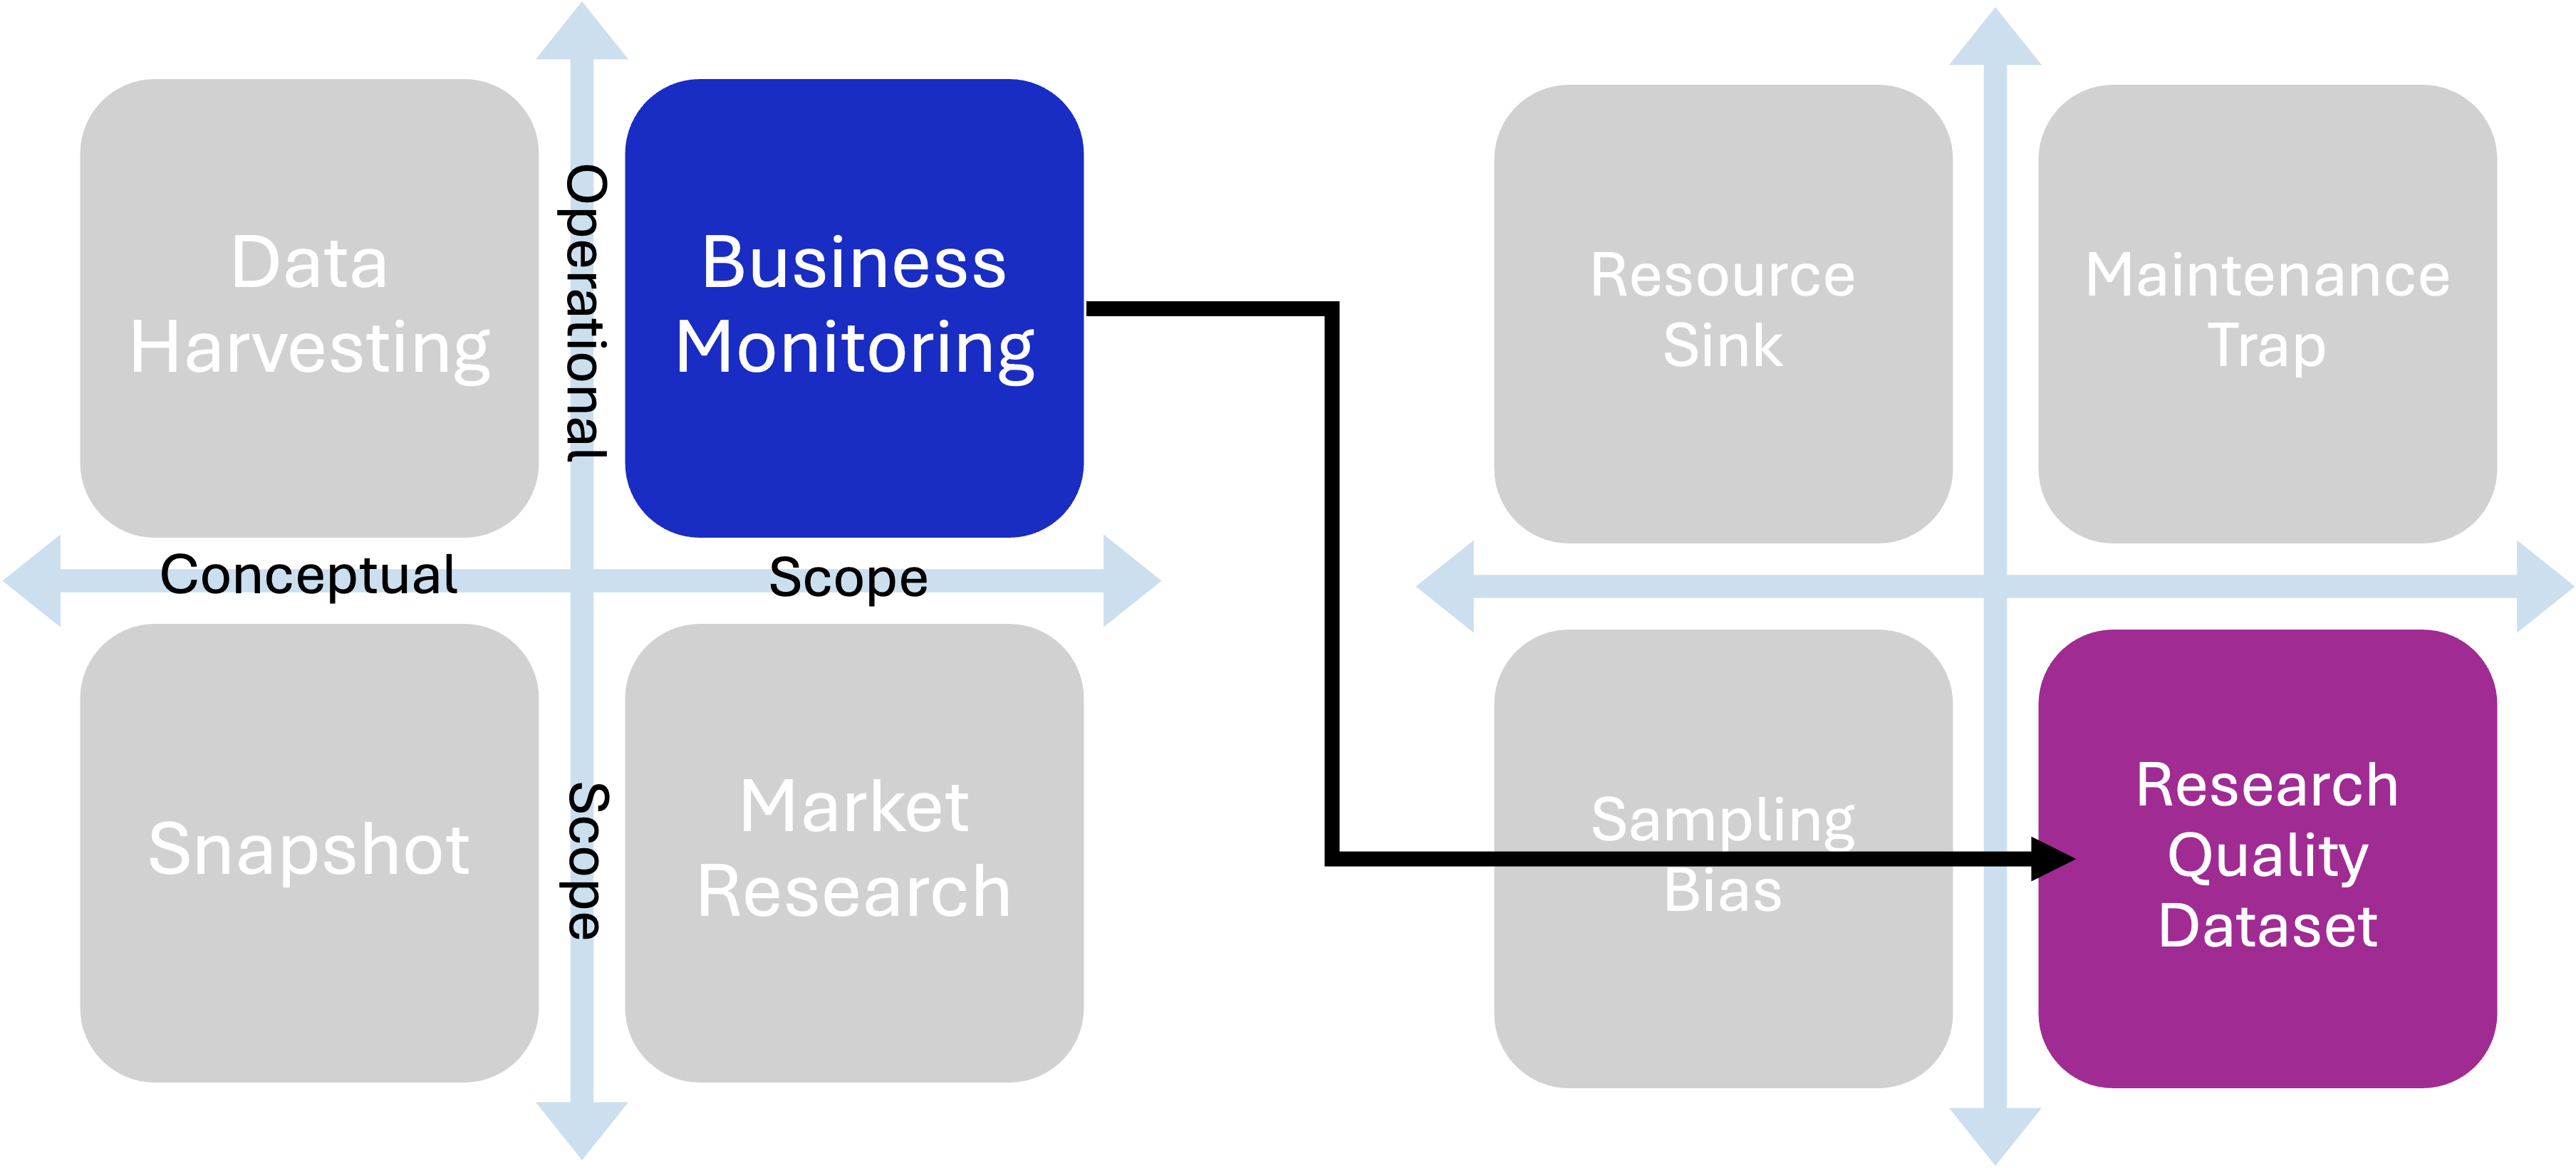 Data
Harvesting
Operational
Business
Monitoring
Conceptual
Scope
Snapshot
Scope
Market
Research
Resource
Sink
Maintenance
Trap
Sampling
Bias
Research
Quality
Dataset